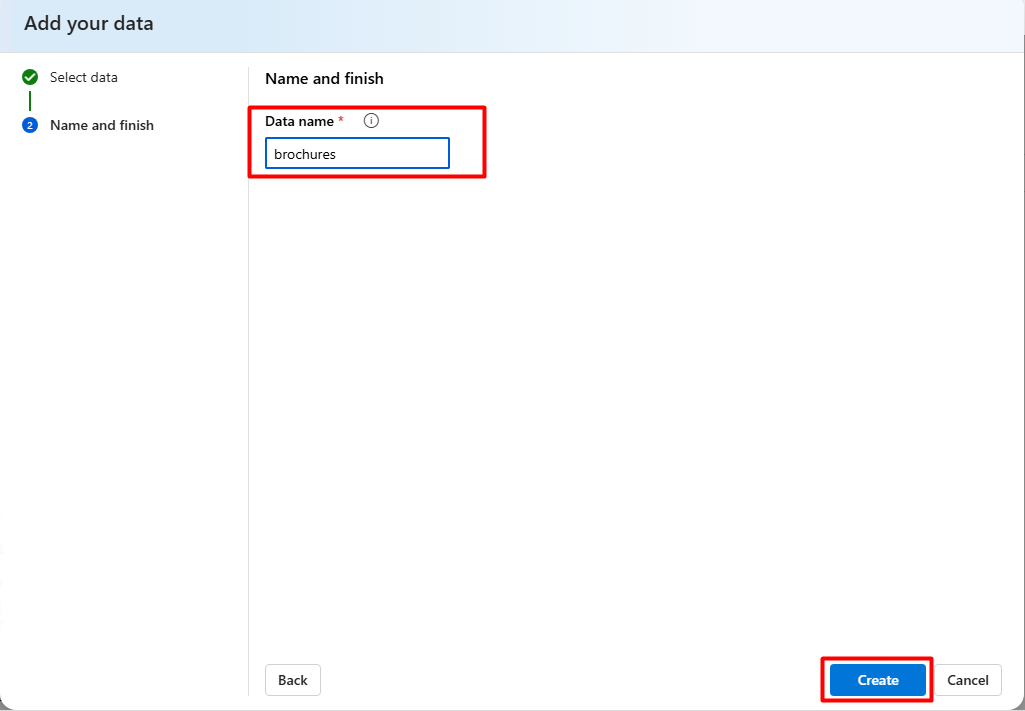 Add your data
Select data
2 Name and finish
Name and finish
Data name * i
brochures
Back
Create
Cancel